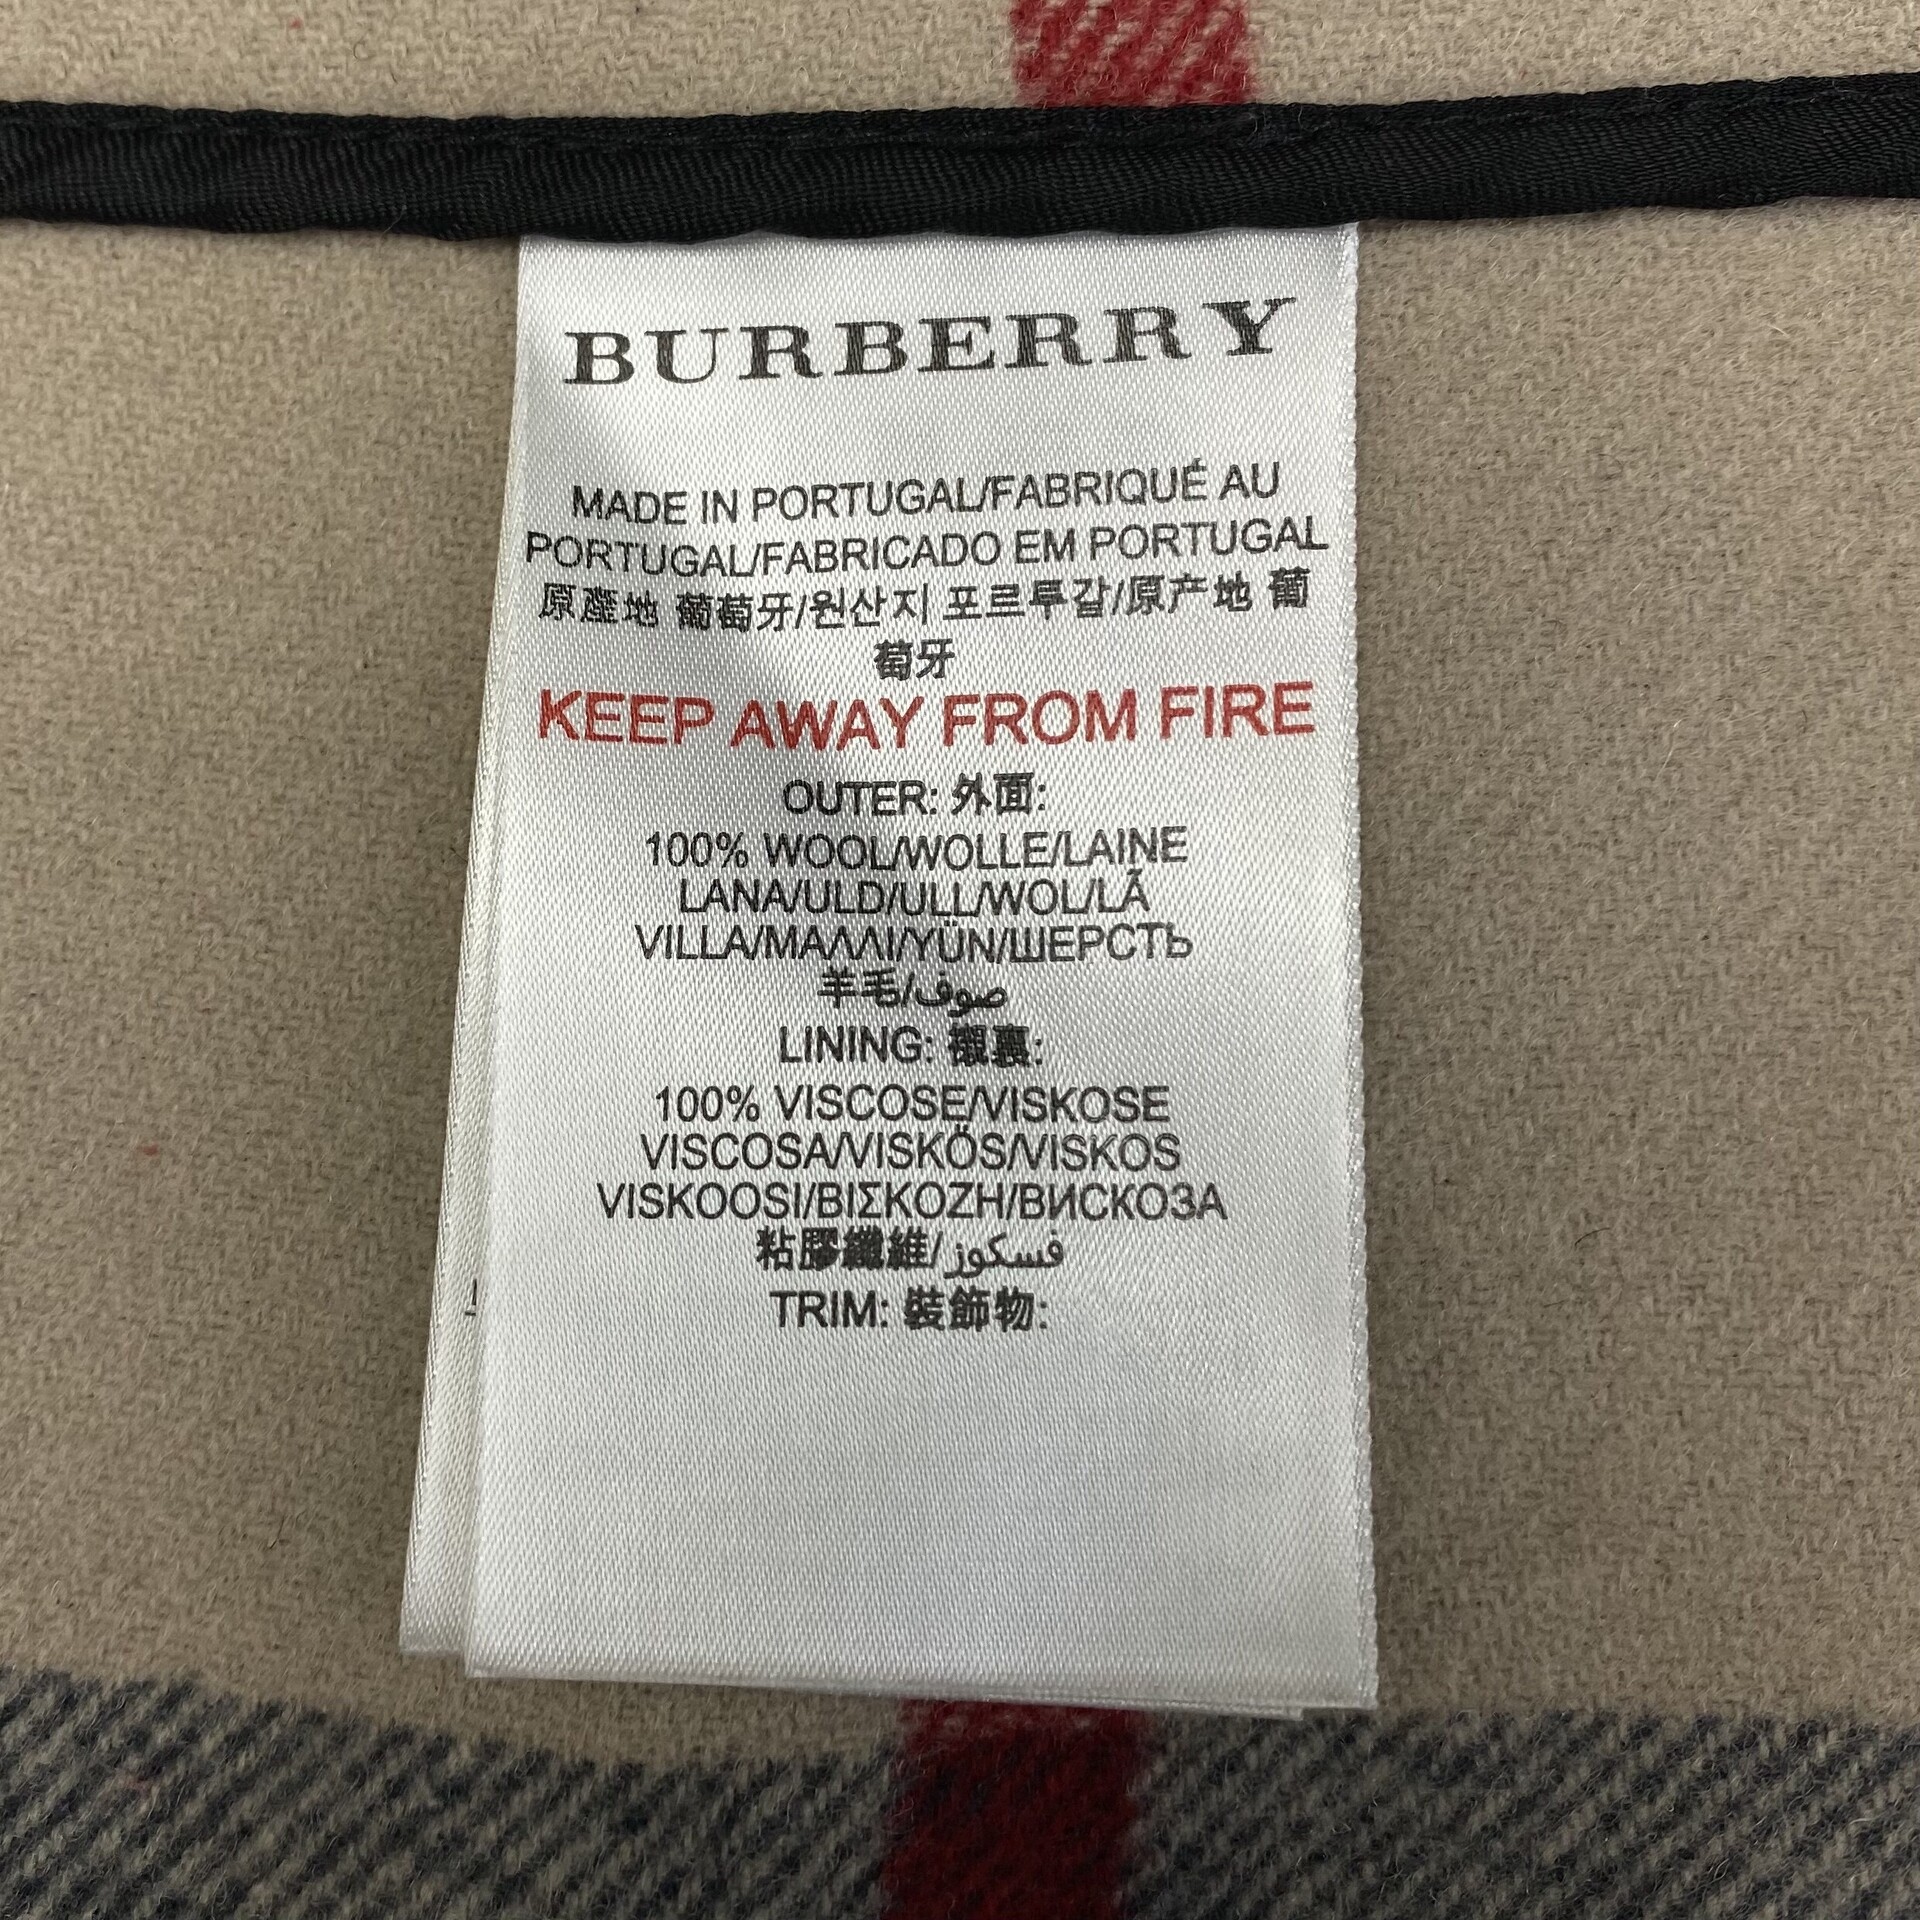 BURBERRY
MADE IN PORTUGAL/FABRIQUÉ AU
PORTUGAL/FABRICADO EM PORTUGAL
原產地 葡萄牙/원산지 포르투갈/原产地 葡
萄牙
KEEP AWAY FROM FIRE
OUTER: 外面:
100% WOOL/WOLLE/LAINE
LANA/ULD/ULL/WOL/LÃ
VILLA/ΜΑΛΛΙ/YÜN/ШЕРСТЬ
羊毛/صوف
LINING: 襯裏:
100% VISCOSE/VISKOSE
VISCOSA/VISKÖS/VISKOS
VISKOOSI/ΒΙΣΚΟΖΗ/ВИСКОЗА
粘膠纖維/فسكوز
TRIM: 裝飾物: